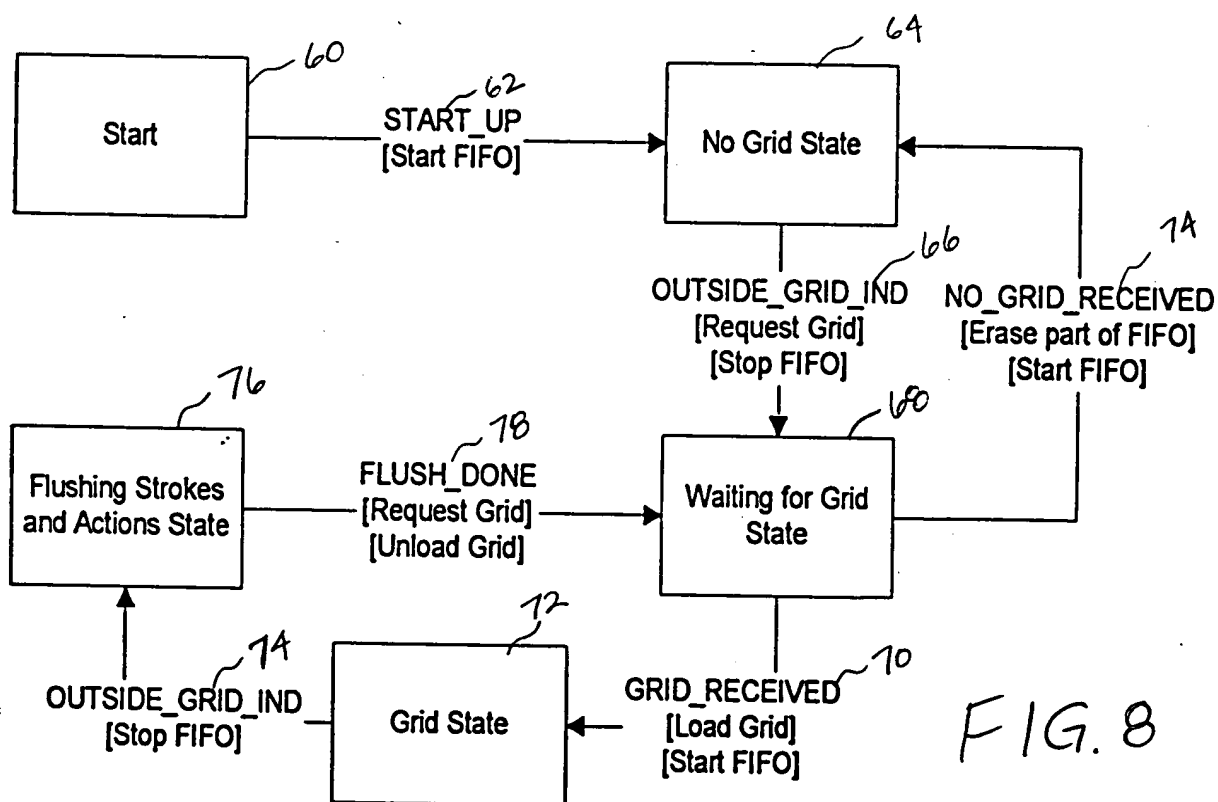 60
Start
62
START_UP
[Start FIFO]
64
No Grid State
66
OUTSIDE_GRID_IND
[Request Grid]
[Stop FIFO]
74
NO_GRID_RECEIVED
[Erase part of FIFO]
[Start FIFO]
76
Flushing Strokes
and Actions State
78
FLUSH_DONE
[Request Grid]
[Unload Grid]
68
Waiting for Grid
State
74
OUTSIDE_GRID_IND
[Stop FIFO]
72
Grid State
70
GRID_RECEIVED
[Load Grid]
[Start FIFO]
FIG. 8